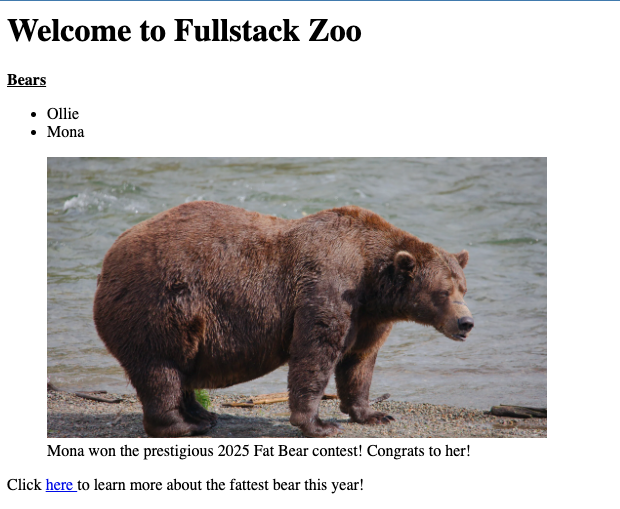 Welcome to Fullstack Zoo
Bears
Ollie
Mona
Mona won the prestigious 2025 Fat Bear contest! Congrats to her!
Click here to learn more about the fattest bear this year!